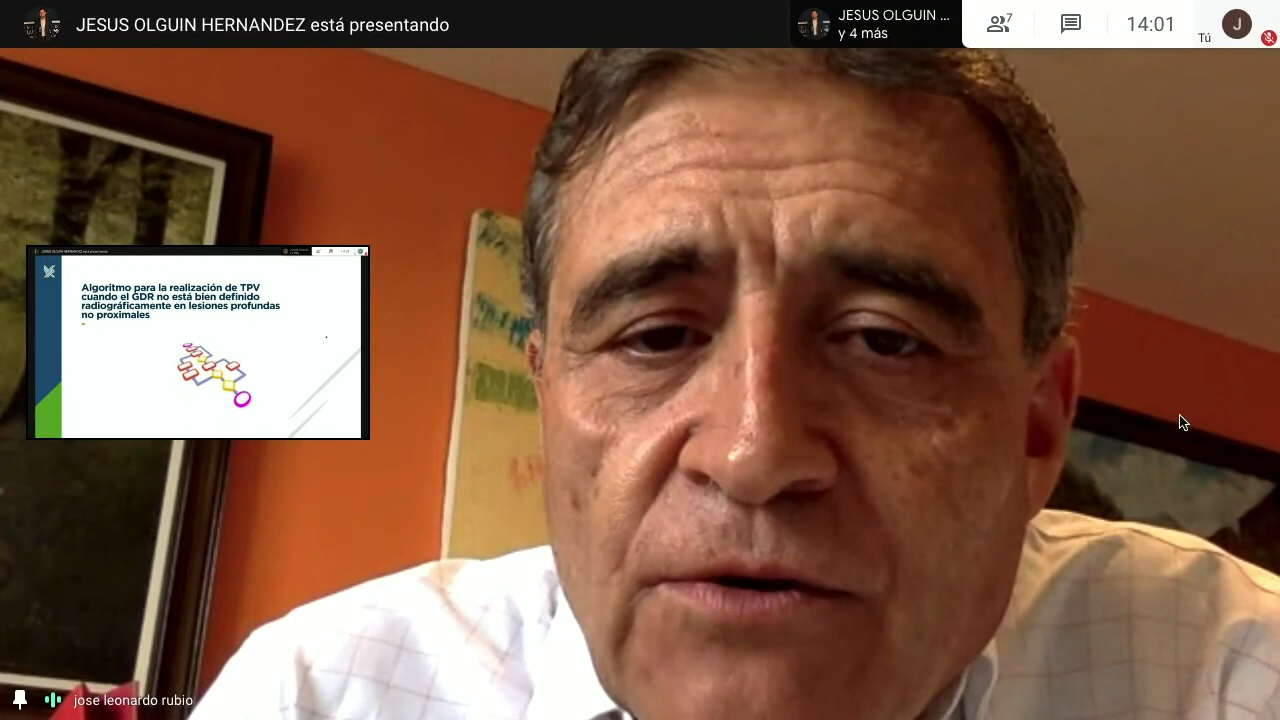 JESUS OLGUIN HERNANDEZ está presentando
JESUS OLGUIN ...
y 4 más
7
14:01
Tú
J
Algoritmo para la realización de TPV
cuando el GDR no está bien definido
radiográficamente en lesiones profundas
no proximales
jose leonardo rubio